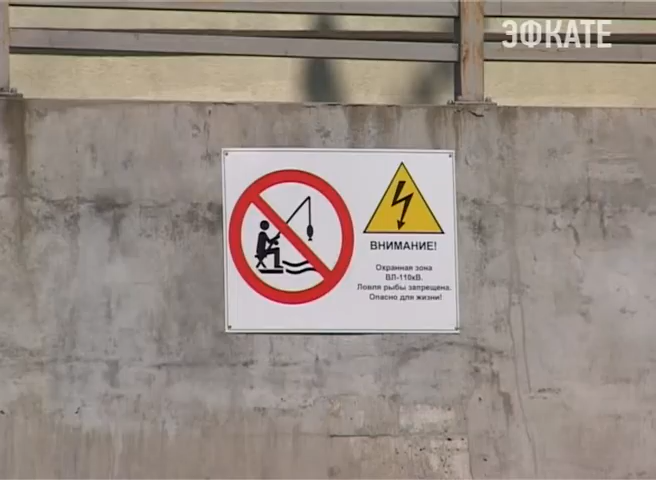 ЭФКАТЕ
ВНИМАНИЕ!
Охранная зона
ВЛ-110кВ.
Ловля рыбы запрещена.
Опасно для жизни!